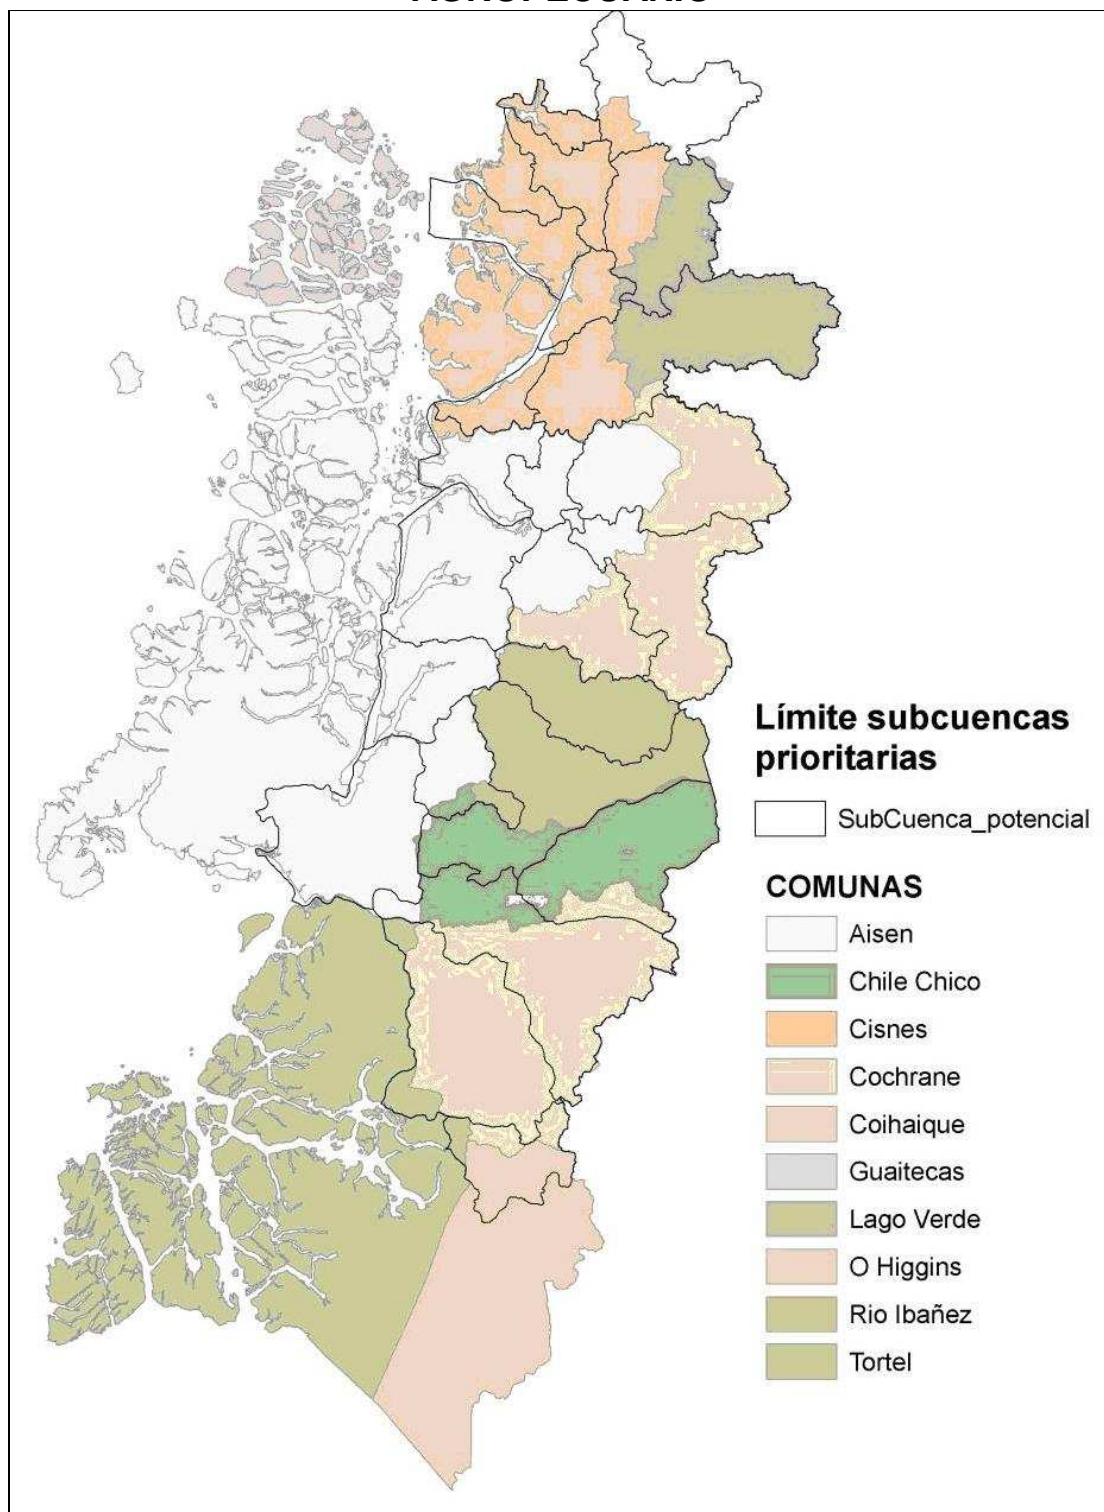 Límite subcuencas
prioritarias
SubCuenca_potencial
COMUNAS
Aisen
Chile Chico
Cisnes
Cochrane
Coihaique
Guaitecas
Lago Verde
O Higgins
Rio Ibañez
Tortel